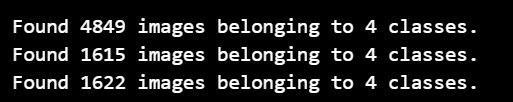 Found 4849 images belonging to 4 classes.
Found 1615 images belonging to 4 classes.
Found 1622 images belonging to 4 classes.